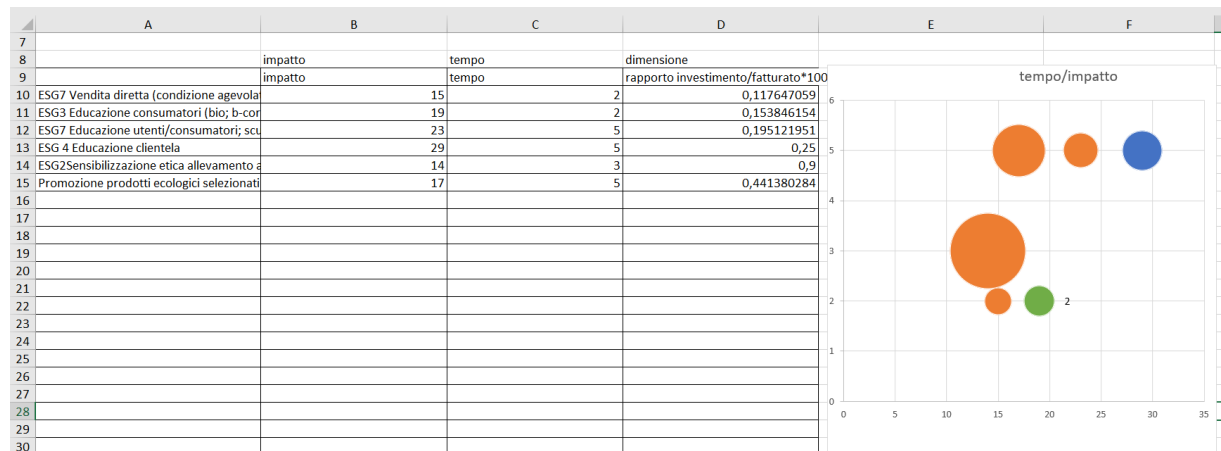 A B C D E F
7
8 impatto tempo dimensione
9 impatto tempo rapporto investimento/fatturato*100
10 ESG7 Vendita diretta (condizione agevolat 15 2 0,117647059
11 ESG3 Educazione consumatori (bio; b-cor 19 2 0,153846154
12 ESG7 Educazione utenti/consumatori; scu 23 5 0,195121951
13 ESG 4 Educazione clientela 29 5 0,25
14 ESG2Sensibilizzazione etica allevamento a 14 3 0,9
15 Promozione prodotti ecologici selezionati 17 5 0,441380284
16
17
18
19
20
21
22
23
24
25
26
27
28
29
30
tempo/impatto
6
5
4
3
2 2
1
0
0 5 10 15 20 25 30 35